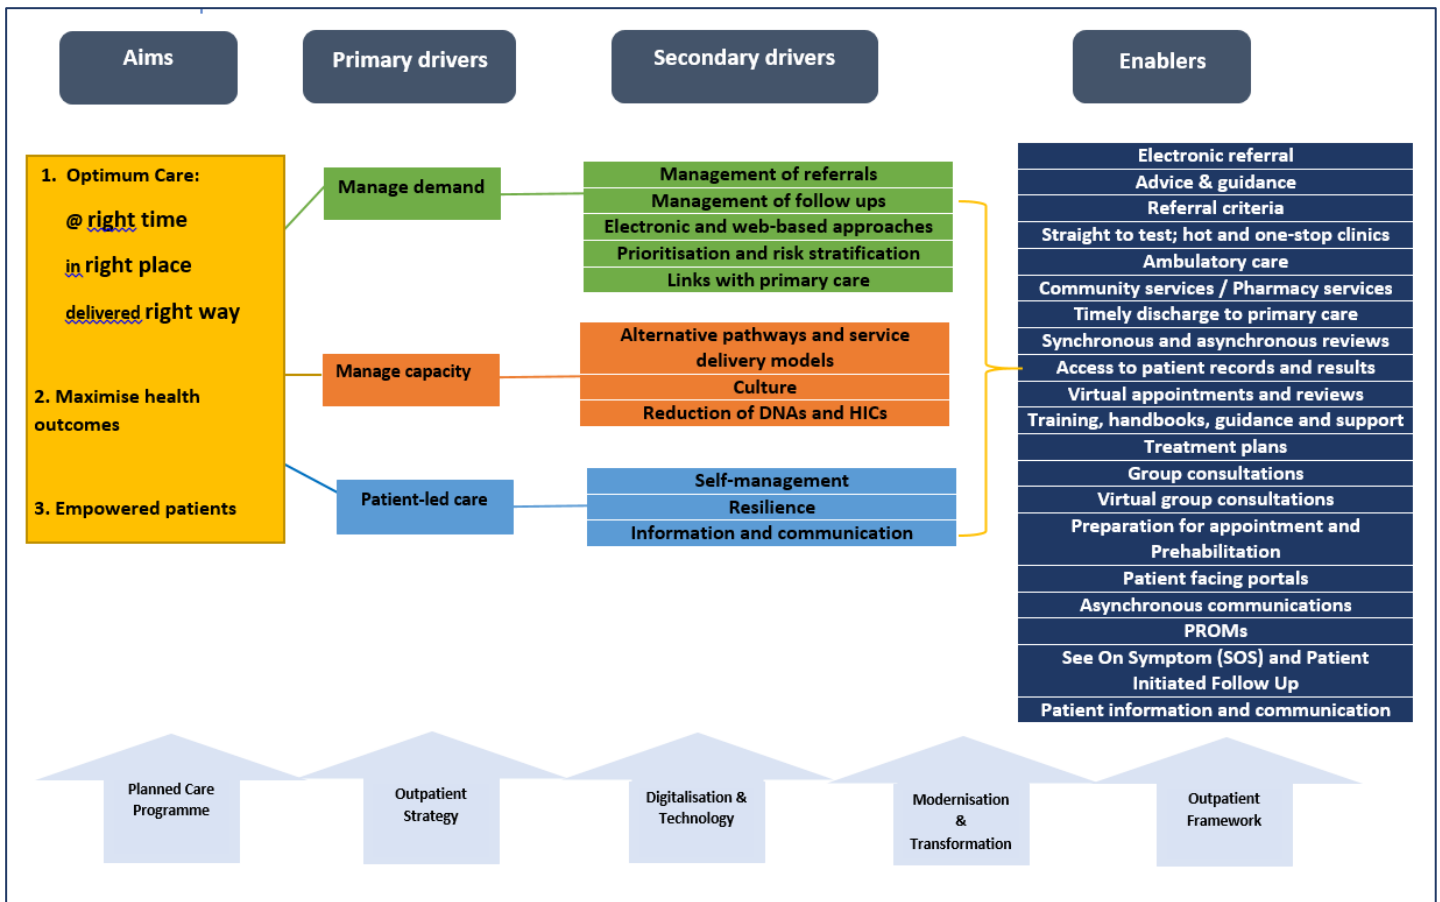 Aims
Primary drivers
Secondary drivers
Enablers
1. Optimum Care:
@ right time
in right place
delivered right way
2. Maximise health
outcomes
3. Empowered patients
Manage demand
Manage capacity
Patient-led care
Management of referrals
Management of follow ups
Electronic and web-based approaches
Prioritisation and risk stratification
Links with primary care
Alternative pathways and service
delivery models
Culture
Reduction of DNAs and HICs
Self-management
Resilience
Information and communication
Electronic referral
Advice & guidance
Referral criteria
Straight to test; hot and one-stop clinics
Ambulatory care
Community services / Pharmacy services
Timely discharge to primary care
Synchronous and asynchronous reviews
Access to patient records and results
Virtual appointments and reviews
Training, handbooks, guidance and support
Treatment plans
Group consultations
Virtual group consultations
Preparation for appointment and
Prehabilitation
Patient facing portals
Asynchronous communications
PROMs
See On Symptom (SOS) and Patient
Initiated Follow Up
Patient information and communication
Planned Care
Programme
Outpatient
Strategy
Digitalisation &
Technology
Modernisation
&
Transformation
Outpatient
Framework